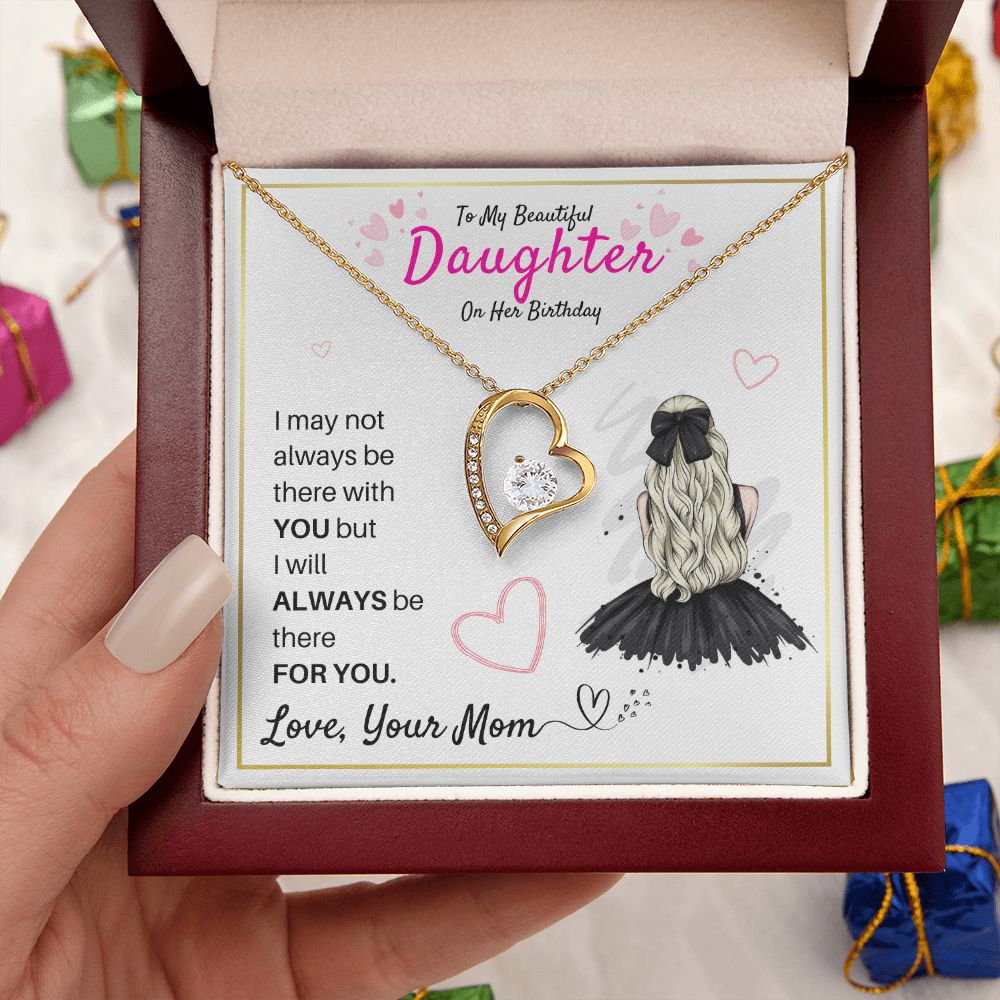 To My Beautiful
Daughter
On Her Birthday
I may not
always be
there with
YOU but
I will
ALWAYS be
there
FOR YOU.
Love, Your Mom